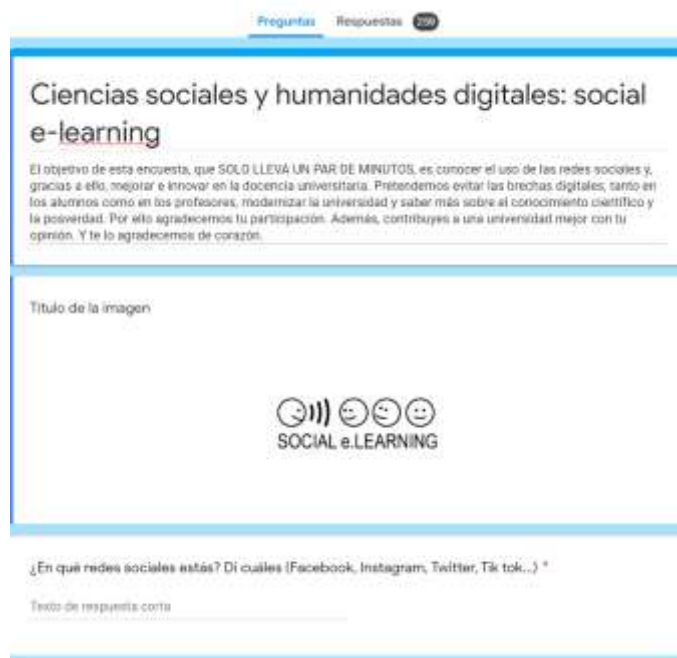 Preguntas Respuestas 259
Ciencias sociales y humanidades digitales: social
e-learning
El objetivo de esta encuesta, que SOLO LLEVA UN PAR DE MINUTOS, es conocer el uso de las redes sociales y,
gracias a ello, mejorar e innovar en la docencia universitaria. Pretendemos evitar las brechas digitales, tanto en
los alumnos como en los profesores, modernizar la universidad y saber más sobre el conocimiento científico y
la posverdad. Por ello agradecemos tu participación. Además, contribuyes a una universidad mejor con tu
opinión. Y te lo agradecemos de corazón.
Título de la imagen
SOCIAL e.LEARNING
¿En qué redes sociales estás? Di cuáles (Facebook, Instagram, Twitter, Tik tok...) *
Texto de respuesta corta